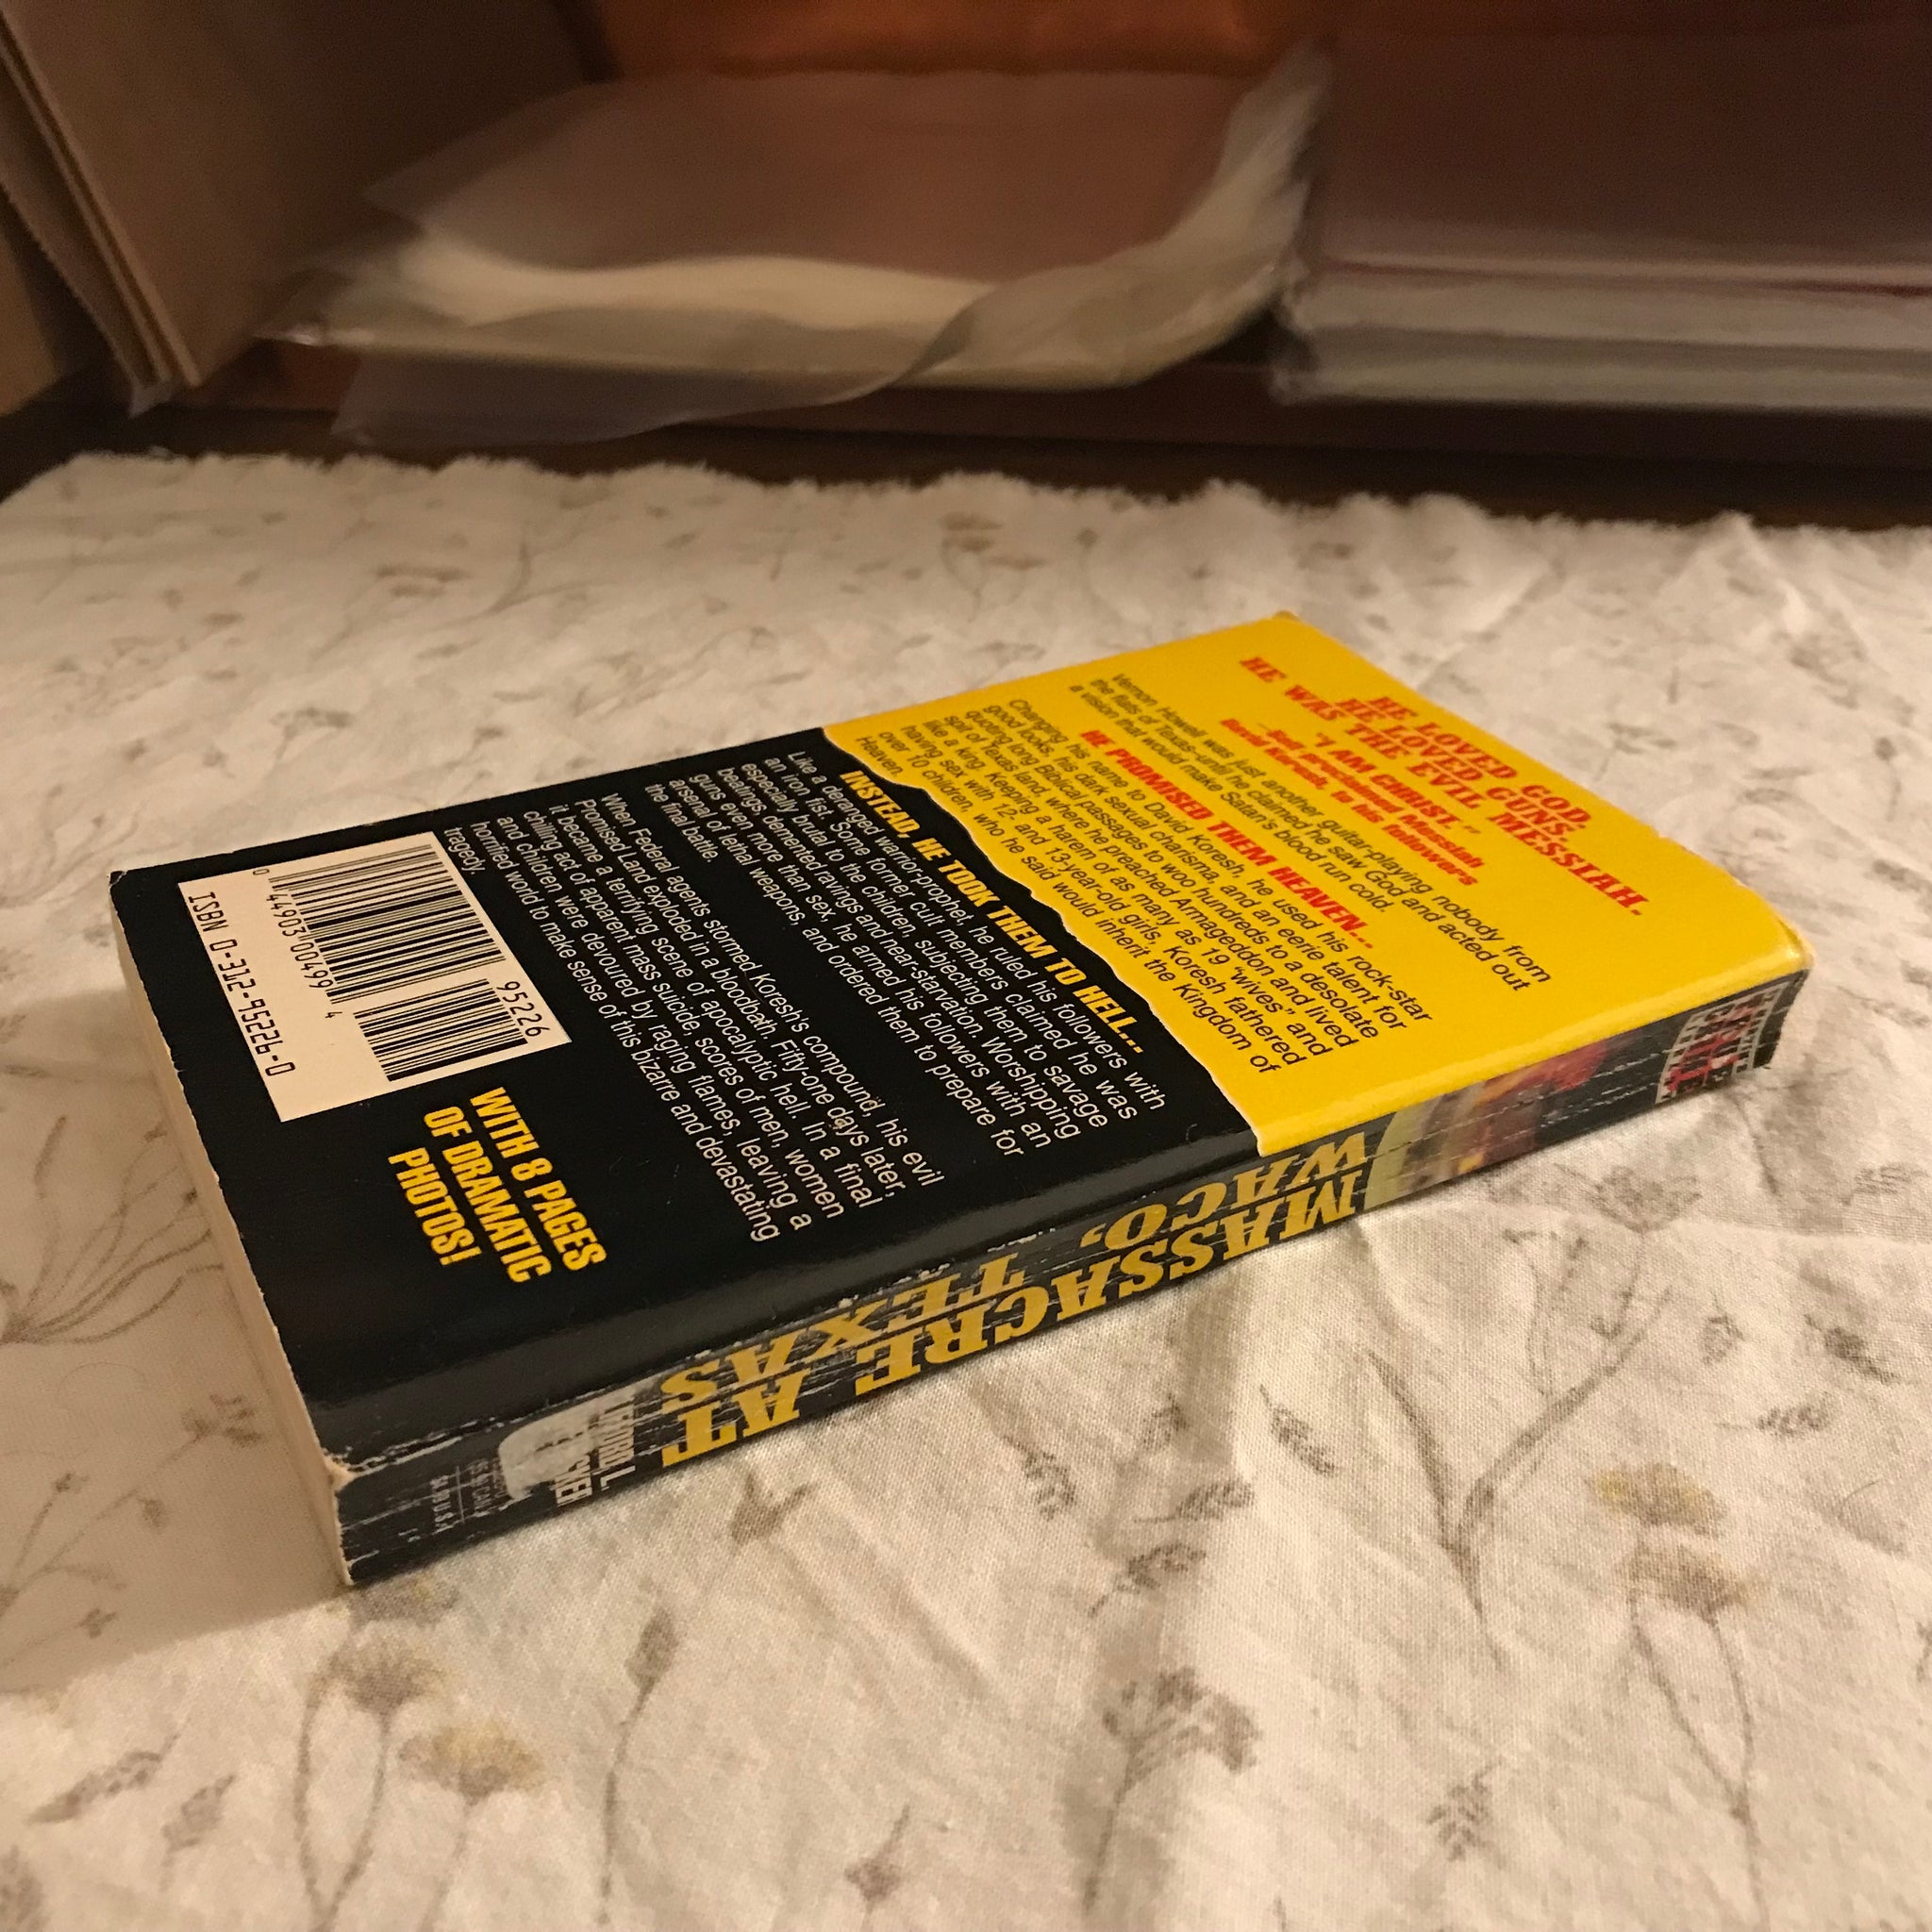 HE LOVED GOD.
HE LOVED GUNS.
HE WAS THE EVIL MESSIAH.
"I AM CHRIST."
—Self-proclaimed Messiah,
David Koresh, to his followers
Vernon Howell was just another guitar-playing nobody from
the flats of Texas–until he claimed he saw God and acted out
a vision that would make Satan's blood run cold.
HE PROMISED THEM HEAVEN...
Changing his name to David Koresh, he used his rock-star
good looks, his dark sexual charisma, and an eerie talent for
quoting long Biblical passages to woo hundreds to a desolate
spit of Texas land, where he preached Armageddon and lived
like a king. Keeping a harem of as many as 19 "wives" and
having sex with 12- and 13-year-old girls, Koresh fathered
over 10 children, who he said would inherit the Kingdom of
Heaven.
INSTEAD, HE TOOK THEM TO HELL...
Like a deranged warrior-prophet, he ruled his followers with
an iron fist. Some former cult members claimed he was
especially brutal to the children, subjecting them to savage
beatings, demented ravings and near-starvation. Worshipping
guns even more than sex, he armed his followers with an
arsenal of lethal weapons, and ordered them to prepare for
the final battle.
When Federal agents stormed Koresh's compound, his evil
Promised Land exploded in a bloodbath. Fifty-one days later,
it became a terrifying scene of apocalyptic hell. In a final
chilling act of apparent mass suicide, scores of men, women
and children were devoured by raging flames, leaving a
horrified world to make sense of this bizarre and devastating
tragedy.
95226
0 44903 00499 4
ISBN 0-312-95226-0
WITH 8 PAGES
OF DRAMATIC
PHOTOS!
MASSACRE AT
WACO, TEXAS
L.